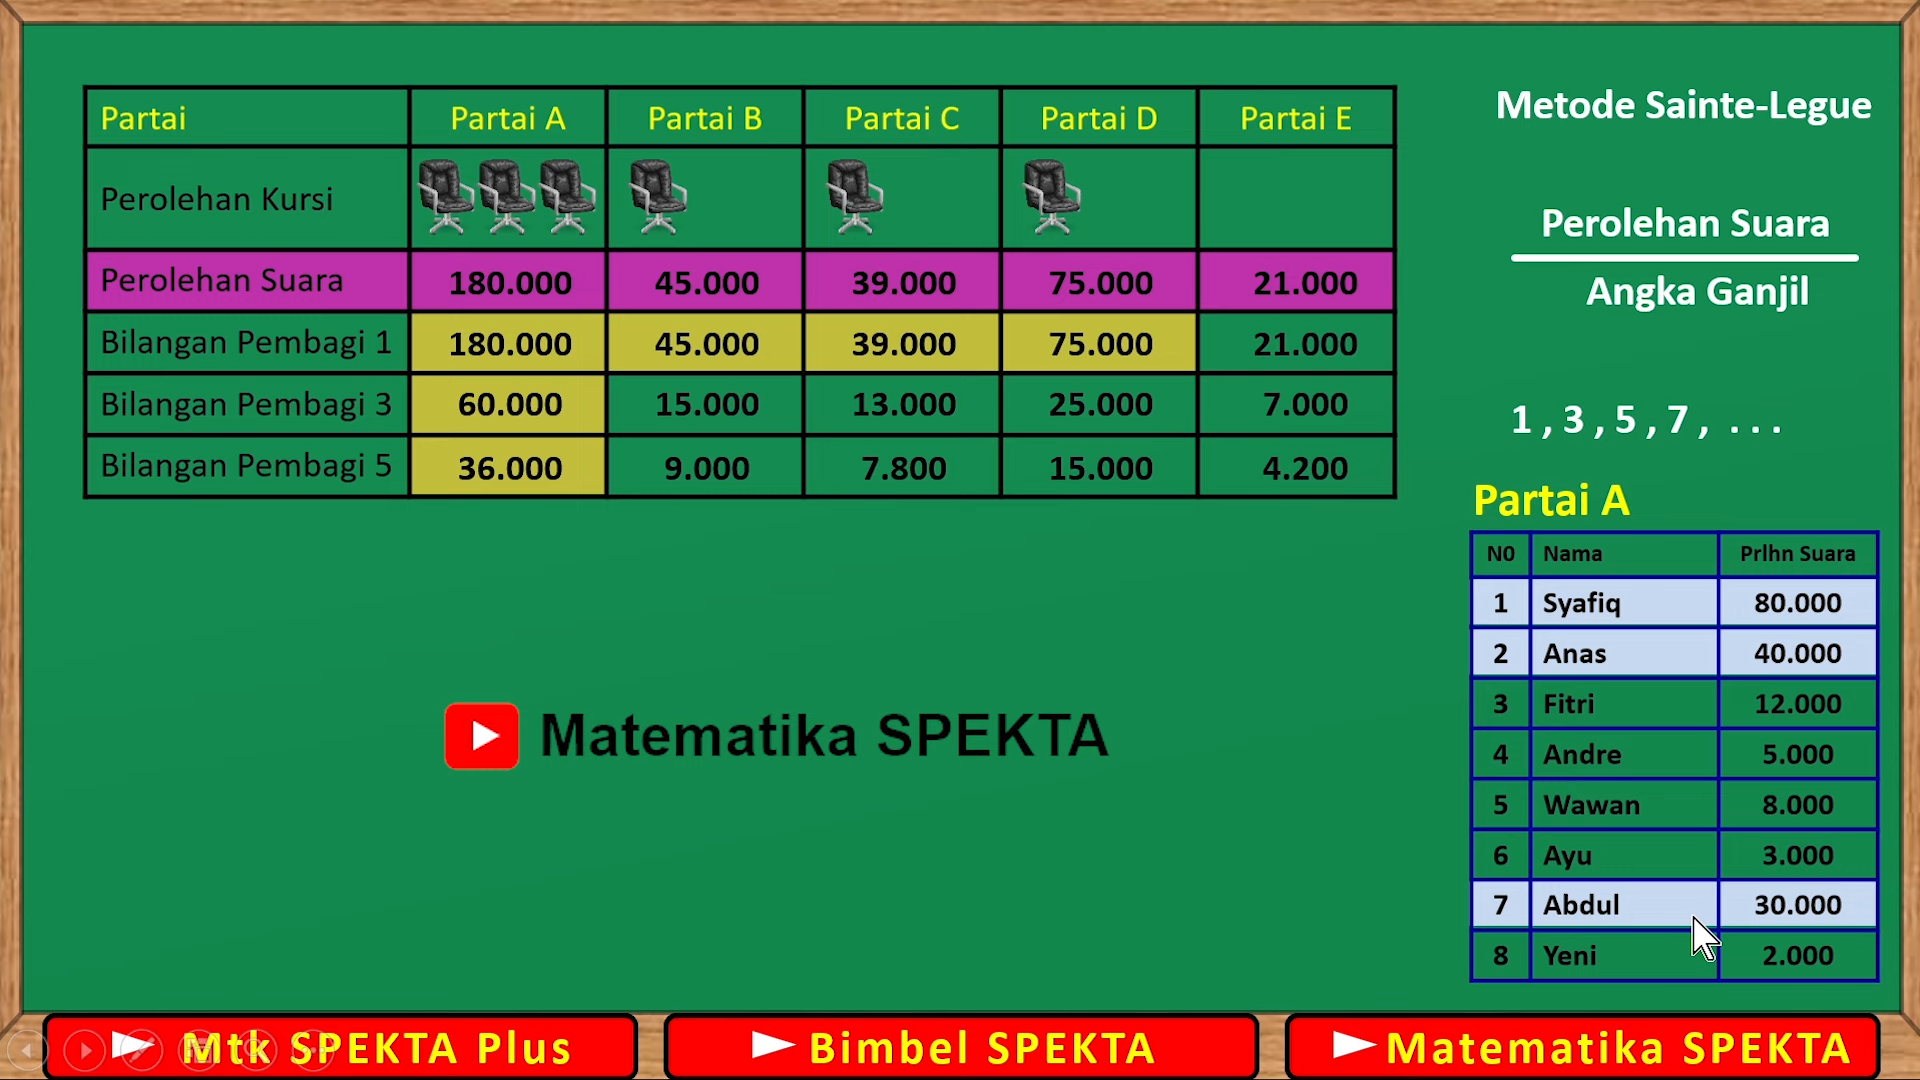 Partai Partai A Partai B Partai C Partai D Partai E
Perolehan Kursi
Perolehan Suara 180.000 45.000 39.000 75.000 21.000
Bilangan Pembagi 1 180.000 45.000 39.000 75.000 21.000
Bilangan Pembagi 3 60.000 15.000 13.000 25.000 7.000
Bilangan Pembagi 5 36.000 9.000 7.800 15.000 4.200
Metode Sainte-Legue
Perolehan Suara
Angka Ganjil
1 , 3 , 5 , 7 , . . .
Partai A
N0 Nama Prlhn Suara
1 Syafiq 80.000
2 Anas 40.000
3 Fitri 12.000
4 Andre 5.000
5 Wawan 8.000
6 Ayu 3.000
7 Abdul 30.000
8 Yeni 2.000
Matematika SPEKTA
Mtk SPEKTA Plus
Bimbel SPEKTA
Matematika SPEKTA